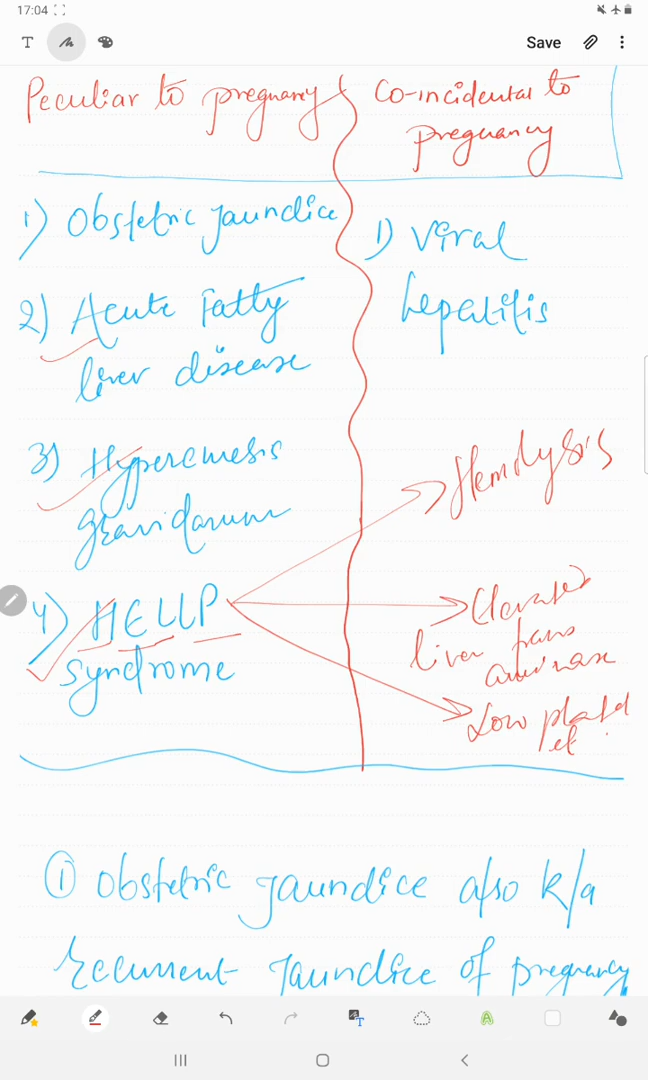 17:04
T
Save
Peculiar to pregnancy
Co-incidental to
pregnancy
1) Obstetric Jaundice
1) Viral
hepatitis
2) Acute Fatty
liver disease
3) Hyperemesis
gravidarum
Hemolysis
4) HELLP
syndrome
Elevated
liver trans
aminase
Low platel
et.
① Obstetric Jaundice also k/a
recurrent Jaundice of pregnancy